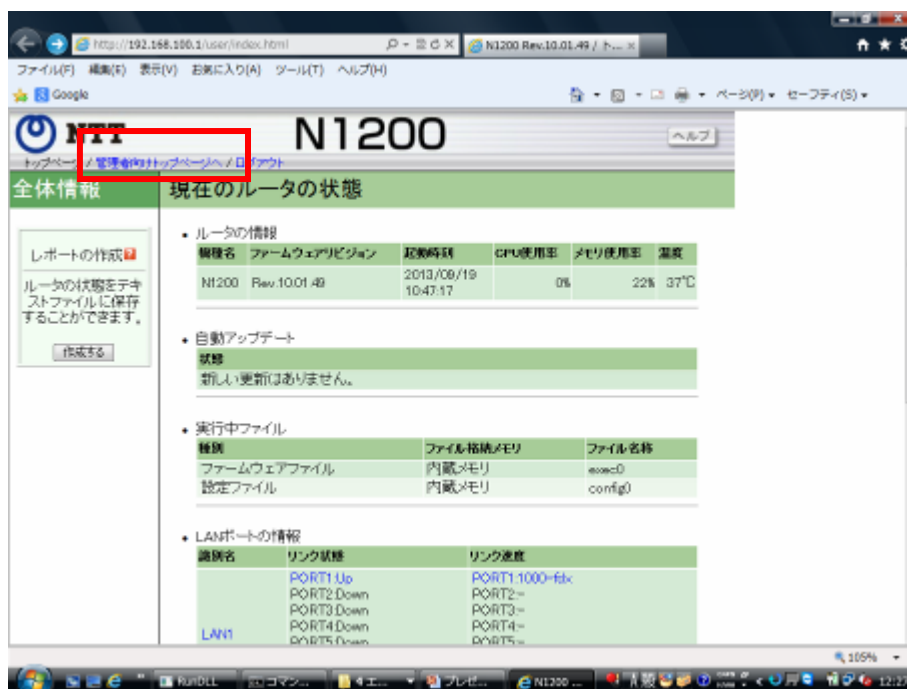 http://192.168.100.1/user/index.html
N1200 Rev.10.01.49 / ト...
ファイル(F) 編集(E) 表示(V) お気に入り(A) ツール(T) ヘルプ(H)
Google
ページ(P) セーフティ(S)
NTT N1200 ヘルプ
トップページ / 管理者向けトップページへ / ログアウト
全体情報
現在のルータの状態
レポートの作成
ルータの状態をテキストファイルに保存することができます。
作成する
ルータの情報
機種名 ファームウェアリビジョン 起動時刻 CPU使用率 メモリ使用率 温度
N1200 Rev.10.01.49 2013/09/19 10:47:17 0% 22% 37℃
自動アップデート
状態
新しい更新はありません。
実行中ファイル
種別 ファイル格納メモリ ファイル名称
ファームウェアファイル 内蔵メモリ exec0
設定ファイル 内蔵メモリ config0
LANポートの情報
識別名 リンク状態 リンク速度
LAN1
PORT1:Up PORT1:1000-fdx
PORT2:Down PORT2:-
PORT3:Down PORT3:-
PORT4:Down PORT4:-
PORT5:Down PORT5:-
105%
RunDLL コマン... 4 エ... プレゼ... N1200 ... 12:27